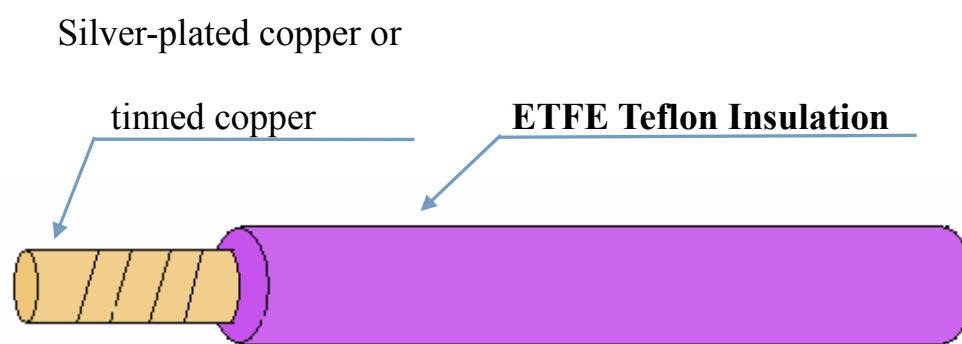 Silver-plated copper or
tinned copper
ETFE Teflon Insulation